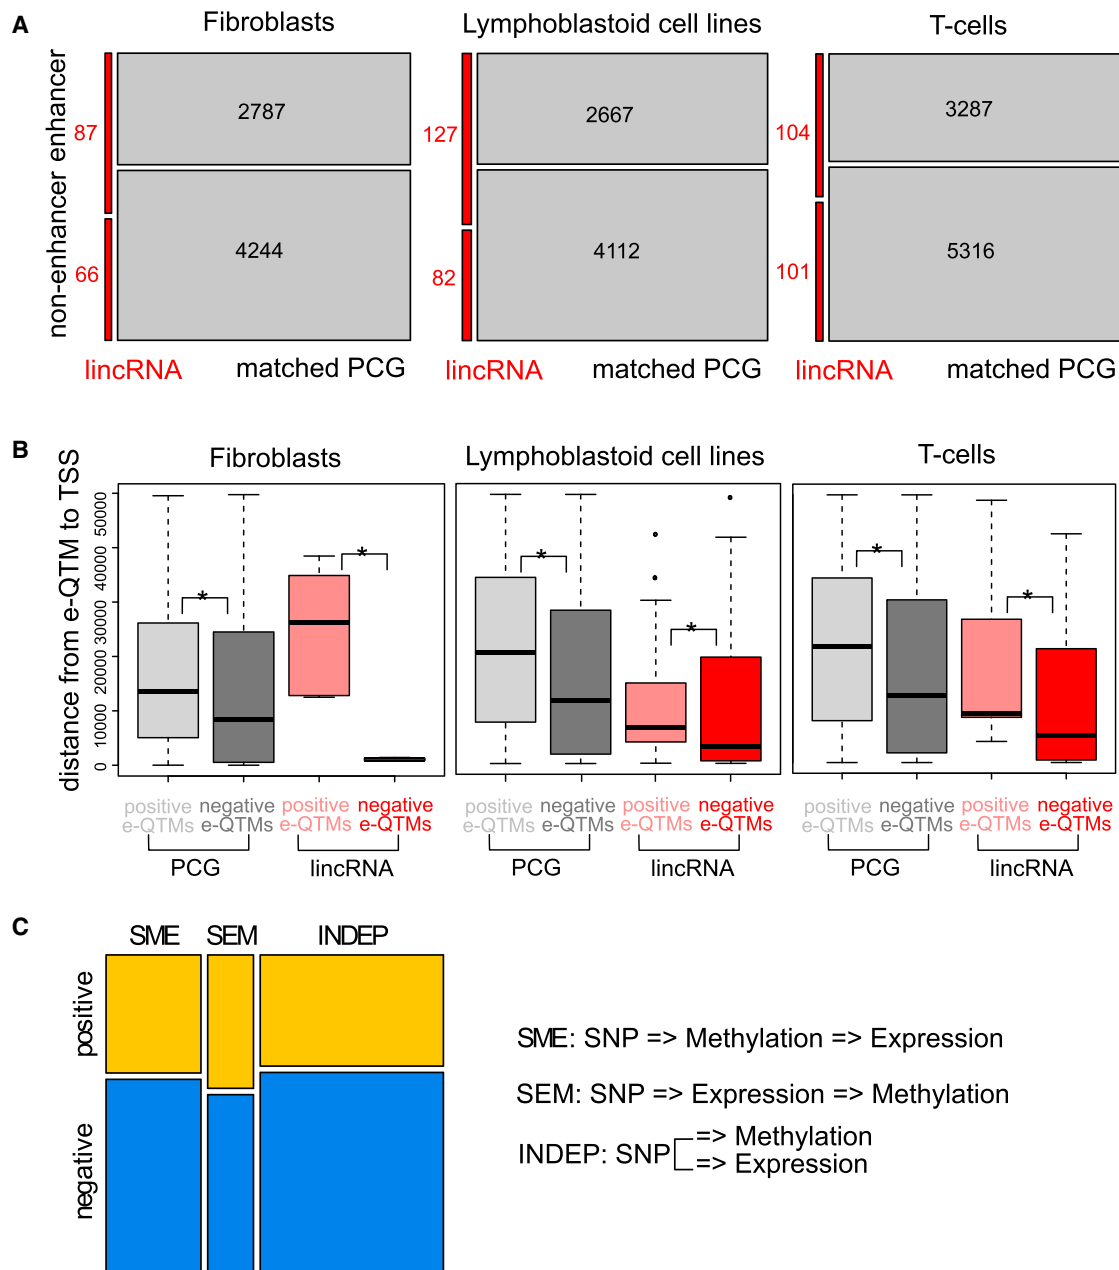 A
Fibroblasts
Lymphoblastoid cell lines
T-cells
non-enhancer enhancer
87
2787
66
4244
127
2667
82
4112
104
3287
101
5316
lincRNA
matched PCG
lincRNA
matched PCG
lincRNA
matched PCG
B
Fibroblasts
Lymphoblastoid cell lines
T-cells
distance from e-QTM to TSS
50000
40000
30000
20000
10000
0
*
*
*
*
*
*
positive
e-QTMs
negative
e-QTMs
positive
e-QTMs
negative
e-QTMs
PCG
lincRNA
positive
e-QTMs
negative
e-QTMs
positive
e-QTMs
negative
e-QTMs
PCG
lincRNA
positive
e-QTMs
negative
e-QTMs
positive
e-QTMs
negative
e-QTMs
PCG
lincRNA
C
SME
SEM
INDEP
positive
negative
SME: SNP => Methylation => Expression
SEM: SNP => Expression => Methylation
INDEP: SNP
=> Methylation
=> Expression